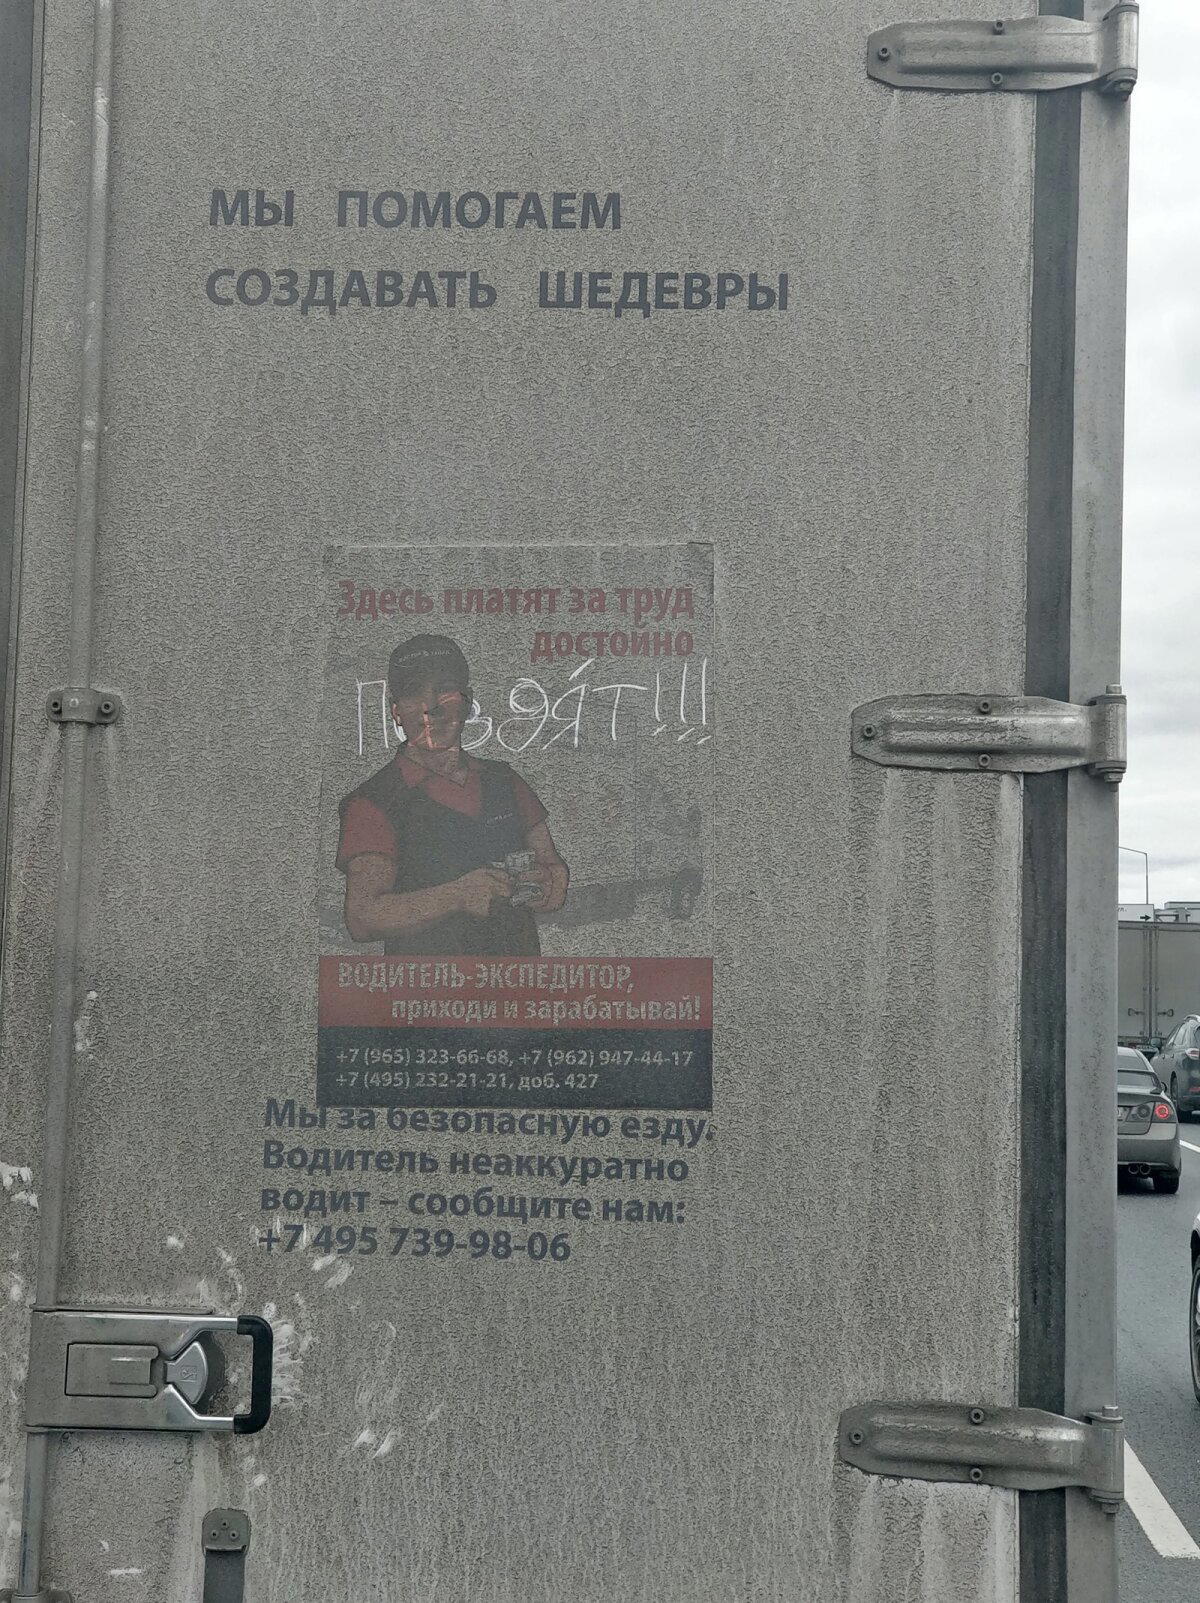 МЫ ПОМОГАЕМ
СОЗДАВАТЬ ШЕДЕВРЫ
Здесь платят за труд
достойно
ВОДИТЕЛЬ-ЭКСПЕДИТОР,
приходи и зарабатывай!
+7 (965) 323-66-68, +7 (962) 947-44-17
+7 (495) 232-21-21, доб. 427
Мы за безопасную езду.
Водитель неаккуратно
водит – сообщите нам:
+7 495 739-98-06